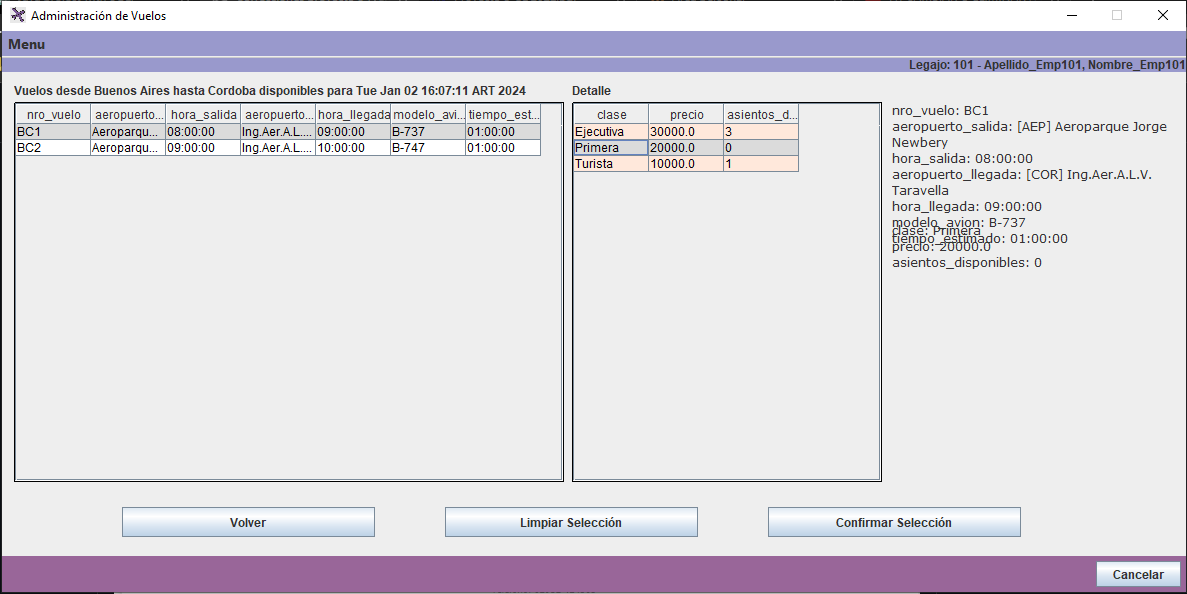 Administración de Vuelos
Menu
Legajo: 101 - Apellido_Emp101, Nombre_Emp101
Vuelos desde Buenos Aires hasta Cordoba disponibles para Tue Jan 02 16:07:11 ART 2024
nro_vuelo aeropuerto... hora_salida aeropuerto... hora_llegada modelo_avi... tiempo_est...
BC1 Aeroparqu... 08:00:00 Ing.Aer.A.L.... 09:00:00 B-737 01:00:00
BC2 Aeroparqu... 09:00:00 Ing.Aer.A.L.... 10:00:00 B-747 01:00:00
Detalle
clase precio asientos_d...
Ejecutiva 30000.0 3
Primera 20000.0 0
Turista 10000.0 1
nro_vuelo: BC1
aeropuerto_salida: [AEP] Aeroparque Jorge
Newbery
hora_salida: 08:00:00
aeropuerto_llegada: [COR] Ing.Aer.A.L.V.
Taravella
hora_llegada: 09:00:00
modelo_avion: B-737
clase: Primera
tiempo_estimado: 01:00:00
precio: 20000.0
asientos_disponibles: 0
Volver
Limpiar Selección
Confirmar Selección
Cancelar